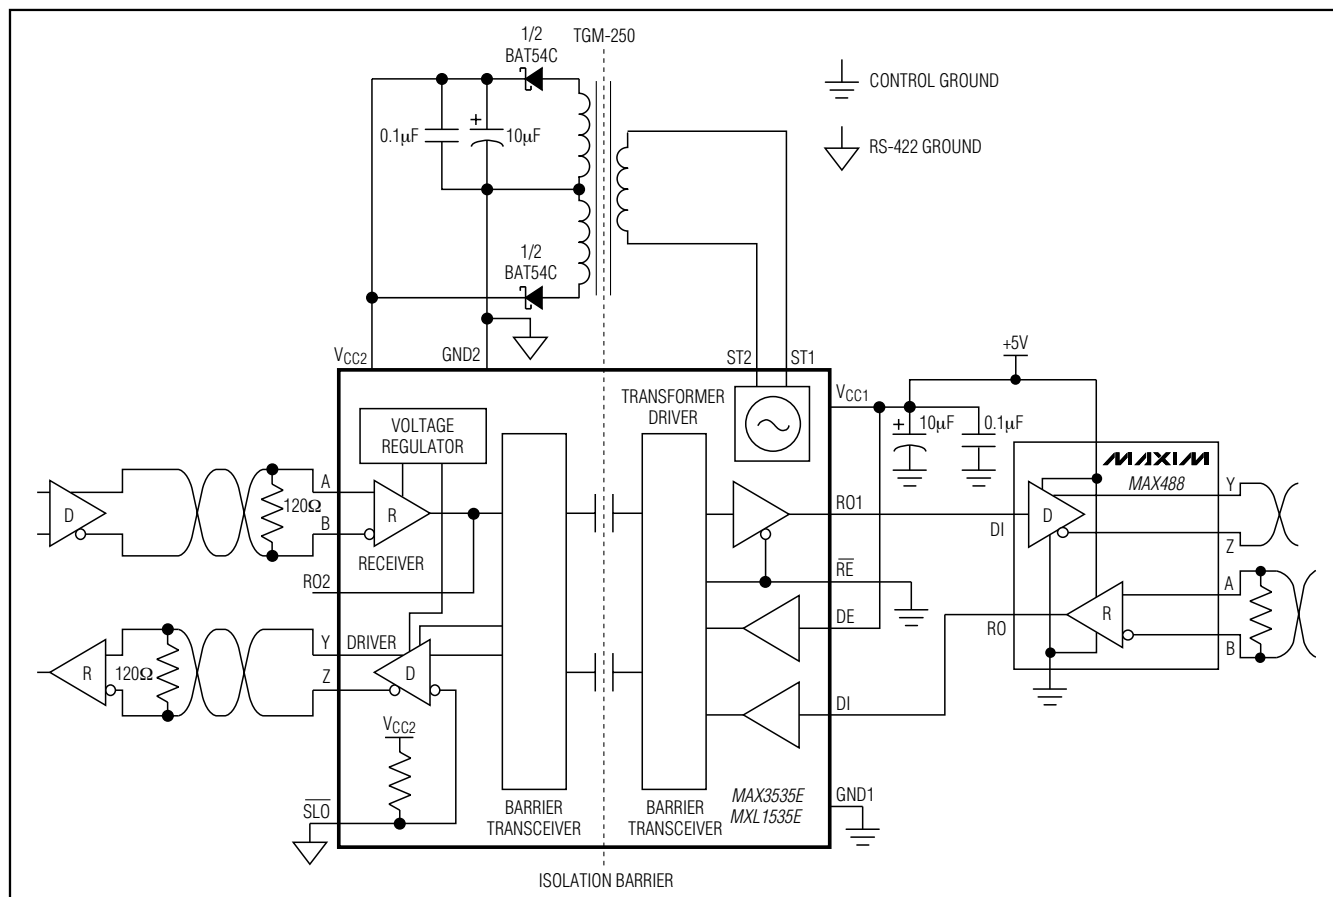 1/2
BAT54C
TGM-250
CONTROL GROUND
0.1µF
+
10µF
RS-422 GROUND
1/2
BAT54C
VCC2
GND2
ST2
ST1
+5V
TRANSFORMER
DRIVER
VCC1
VOLTAGE
REGULATOR
+
10µF
0.1µF
MAXIM
MAX488
A
120Ω
B
D
R
RECEIVER
RO1
DI
D
Y
Z
RO2
RE
A
R
B
RO
DE
Y
DRIVER
R
120Ω
Z
D
DI
VCC2
SLO
BARRIER
TRANSCEIVER
BARRIER
TRANSCEIVER
MAX3535E
MXL1535E
GND1
ISOLATION BARRIER